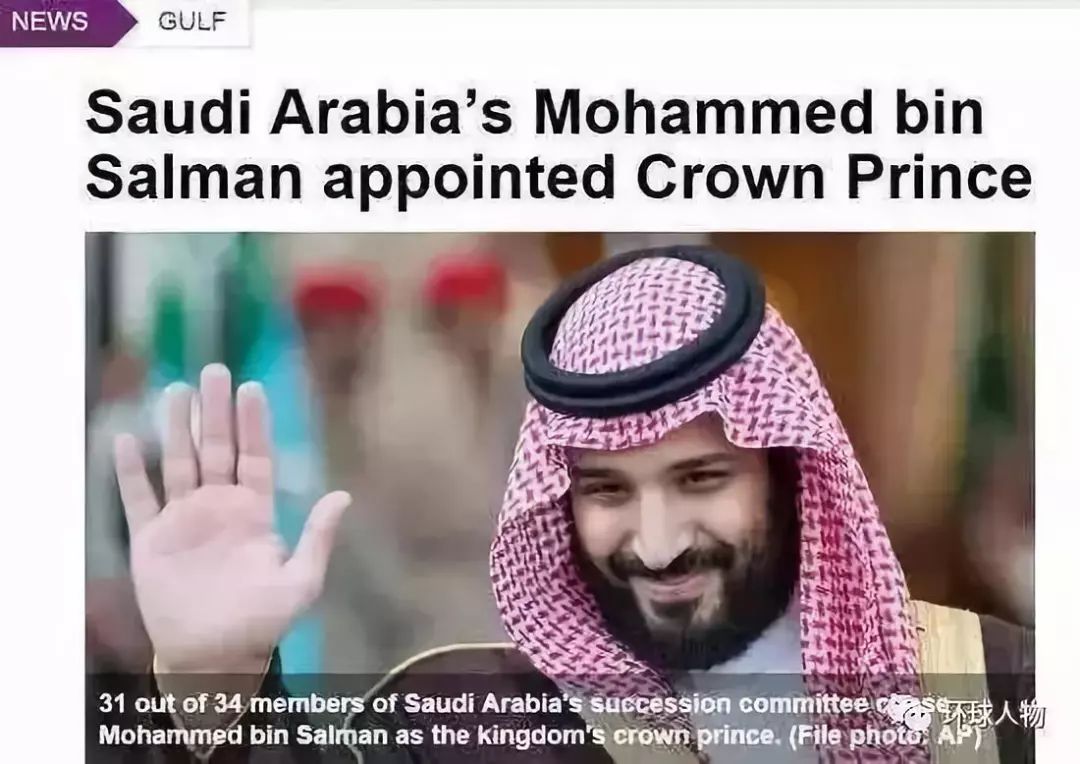 NEWS GULF
Saudi Arabia's Mohammed bin
Salman appointed Crown Prince
31 out of 34 members of Saudi Arabia's succession committee
Mohammed bin Salman as the kingdom's crown prince. (File photo: AP)
环球人物